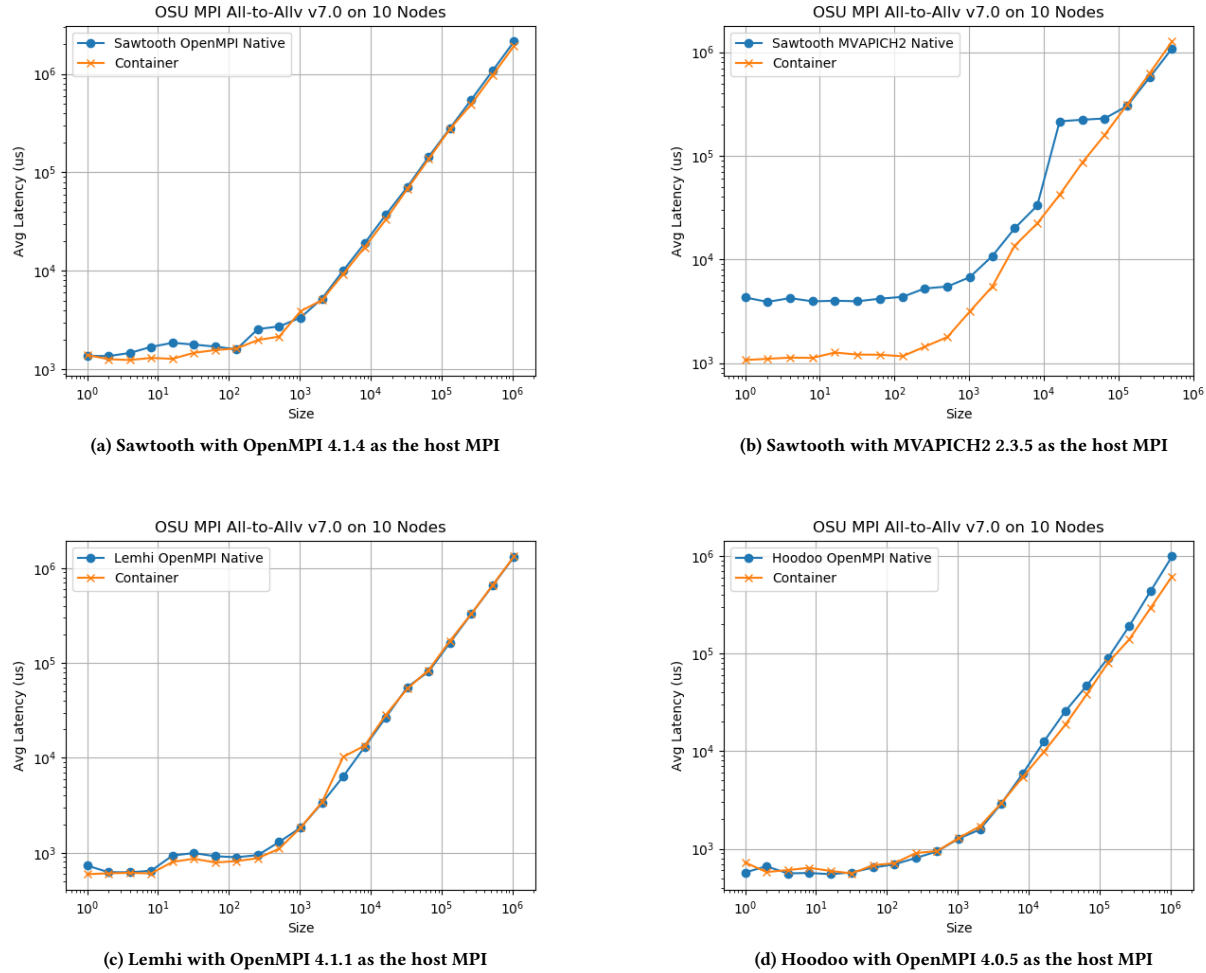 OSU MPI All-to-Allv v7.0 on 10 Nodes
Sawtooth OpenMPI Native
Container
Avg Latency (us)
10^6
10^5
10^4
10^3
10^0 10^1 10^2 10^3 10^4 10^5 10^6
Size
(a) Sawtooth with OpenMPI 4.1.4 as the host MPI
OSU MPI All-to-Allv v7.0 on 10 Nodes
Sawtooth MVAPICH2 Native
Container
Avg Latency (us)
10^6
10^5
10^4
10^3
10^0 10^1 10^2 10^3 10^4 10^5 10^6
Size
(b) Sawtooth with MVAPICH2 2.3.5 as the host MPI
OSU MPI All-to-Allv v7.0 on 10 Nodes
Lemhi OpenMPI Native
Container
Avg Latency (us)
10^6
10^5
10^4
10^3
10^0 10^1 10^2 10^3 10^4 10^5 10^6
Size
(c) Lemhi with OpenMPI 4.1.1 as the host MPI
OSU MPI All-to-Allv v7.0 on 10 Nodes
Hoodoo OpenMPI Native
Container
Avg Latency (us)
10^6
10^5
10^4
10^3
10^0 10^1 10^2 10^3 10^4 10^5 10^6
Size
(d) Hoodoo with OpenMPI 4.0.5 as the host MPI